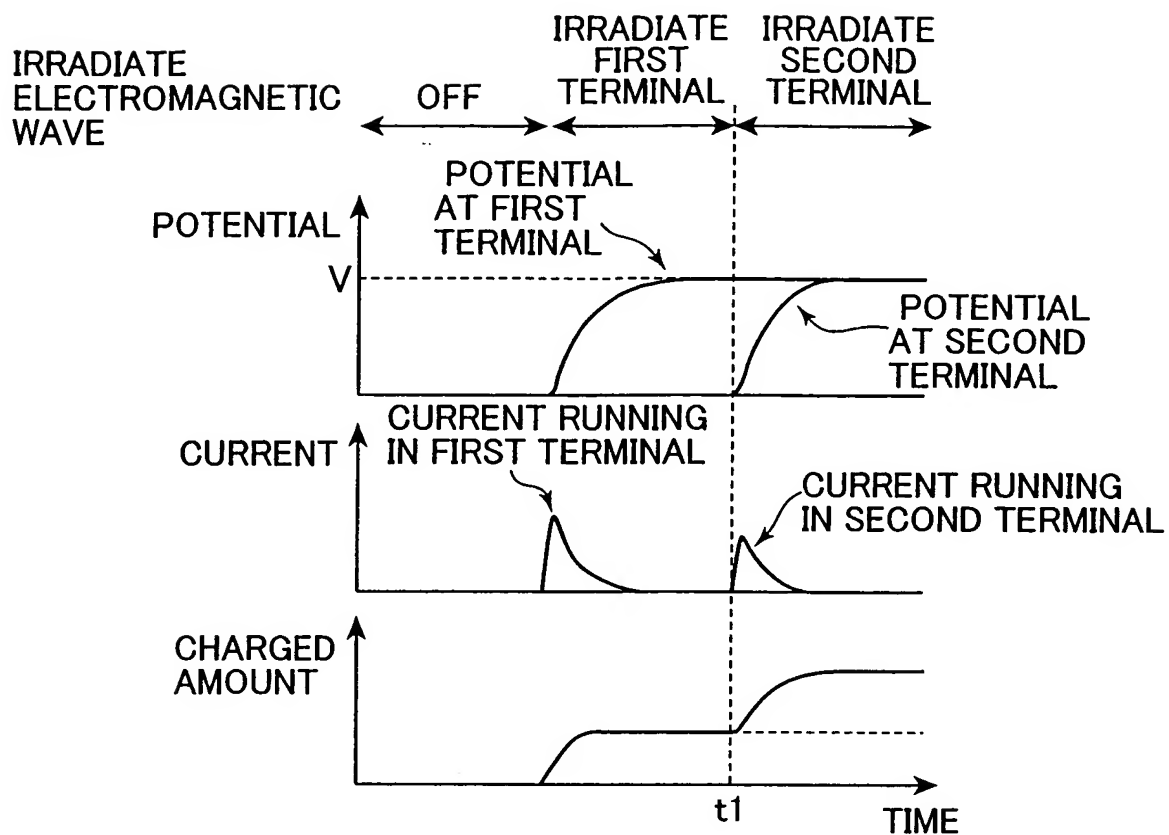 IRRADIATE
ELECTROMAGNETIC
WAVE
OFF
IRRADIATE
FIRST
TERMINAL
IRRADIATE
SECOND
TERMINAL
POTENTIAL
V
POTENTIAL
AT FIRST
TERMINAL
POTENTIAL
AT SECOND
TERMINAL
CURRENT
CURRENT RUNNING
IN FIRST TERMINAL
CURRENT RUNNING
IN SECOND TERMINAL
CHARGED
AMOUNT
t1
TIME